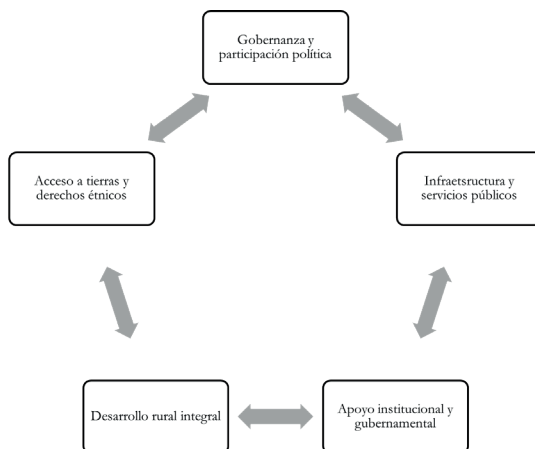 Gobernanza y
participación política
Acceso a tierras y
derechos étnicos
Infraetsructura y
servicios públicos
Desarrollo rural integral
Apoyo institucional y
gubernamental